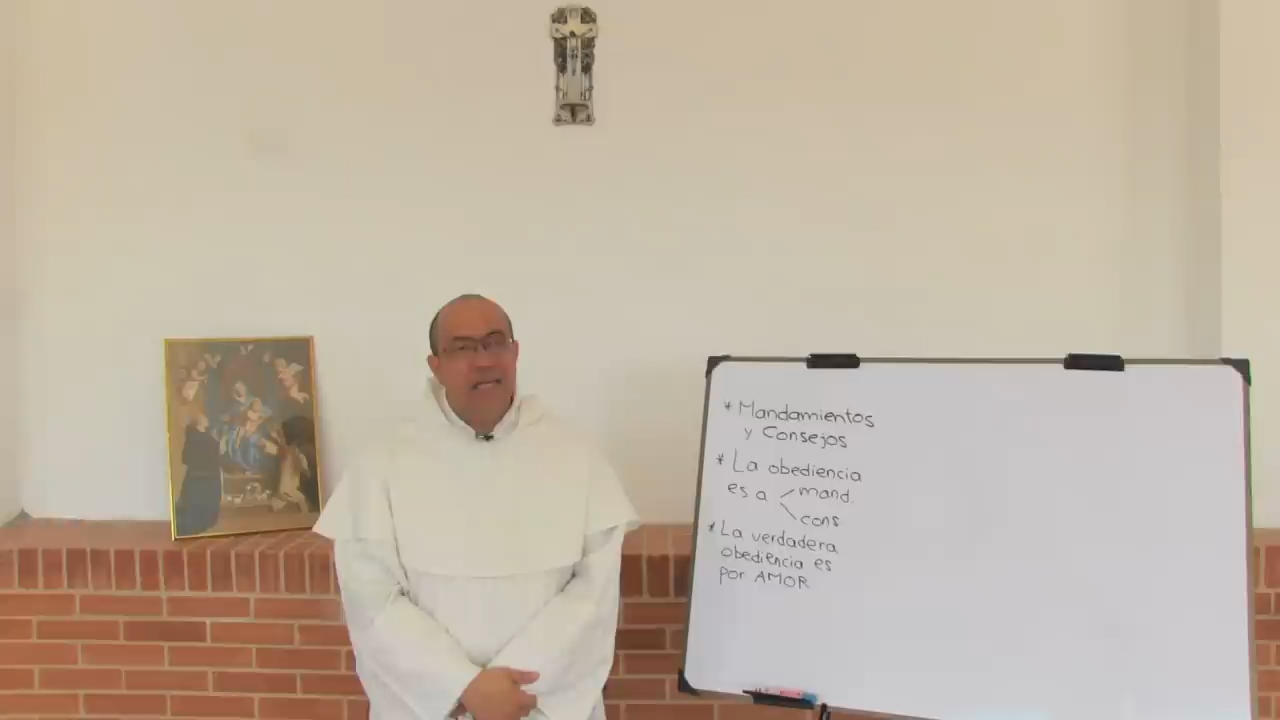 * Mandamientos
y Consejos
* La obediencia
es a mand.
cons
* La verdadera
obediencia es
por AMOR